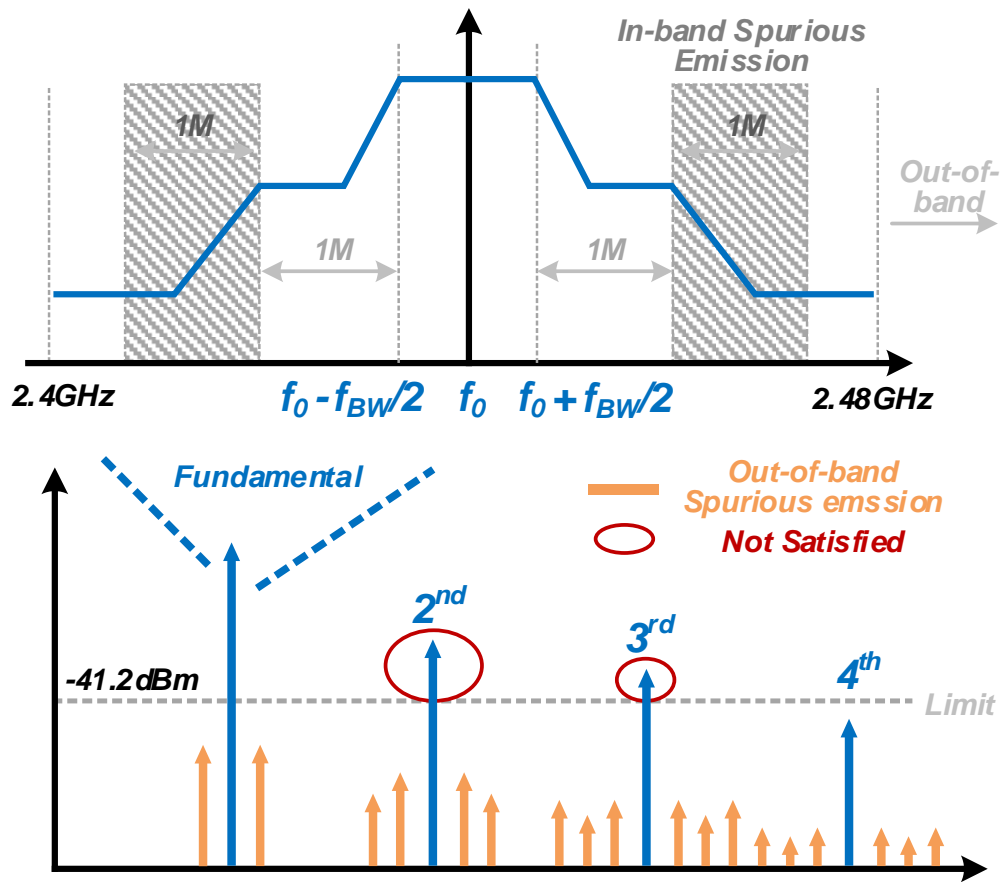 In-band Spurious
Emission
1M
1M
Out-of-
band
1M
1M
2.4GHz
f0 - fBW/2
f0
f0 + fBW/2
2.48GHz
Fundamental
Out-of-band
Spurious emssion
Not Satisfied
2nd
3rd
4th
-41.2dBm
Limit